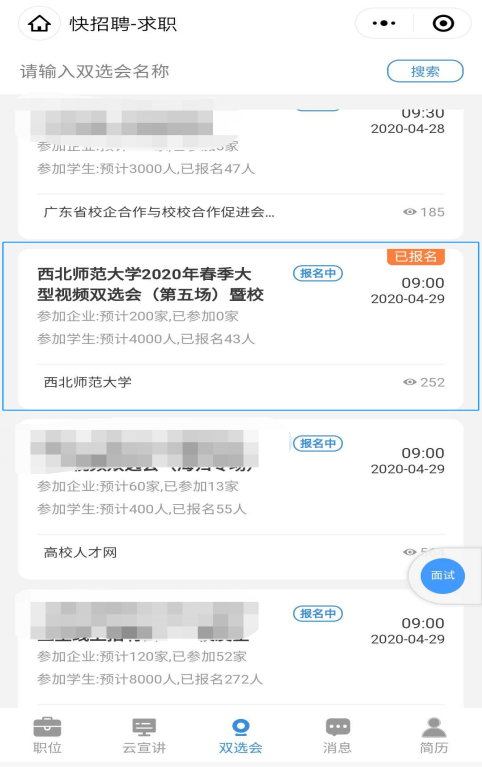 快招聘-求职
请输入双选会名称
搜索
09:30
2020-04-28
参加学生:预计3000人,已报名47人
广东省校企合作与校校合作促进会...
185
已报名
西北师范大学2020年春季大
型视频双选会（第五场）暨校
报名中
09:00
2020-04-29
参加企业:预计200家,已参加0家
参加学生:预计4000人,已报名43人
西北师范大学
252
报名中
09:00
2020-04-29
参加企业:预计60家,已参加13家
参加学生:预计400人,已报名55人
高校人才网
面试
报名中
09:00
2020-04-29
参加企业:预计120家,已参加52家
参加学生:预计8000人,已报名272人
职位
云宣讲
双选会
消息
简历